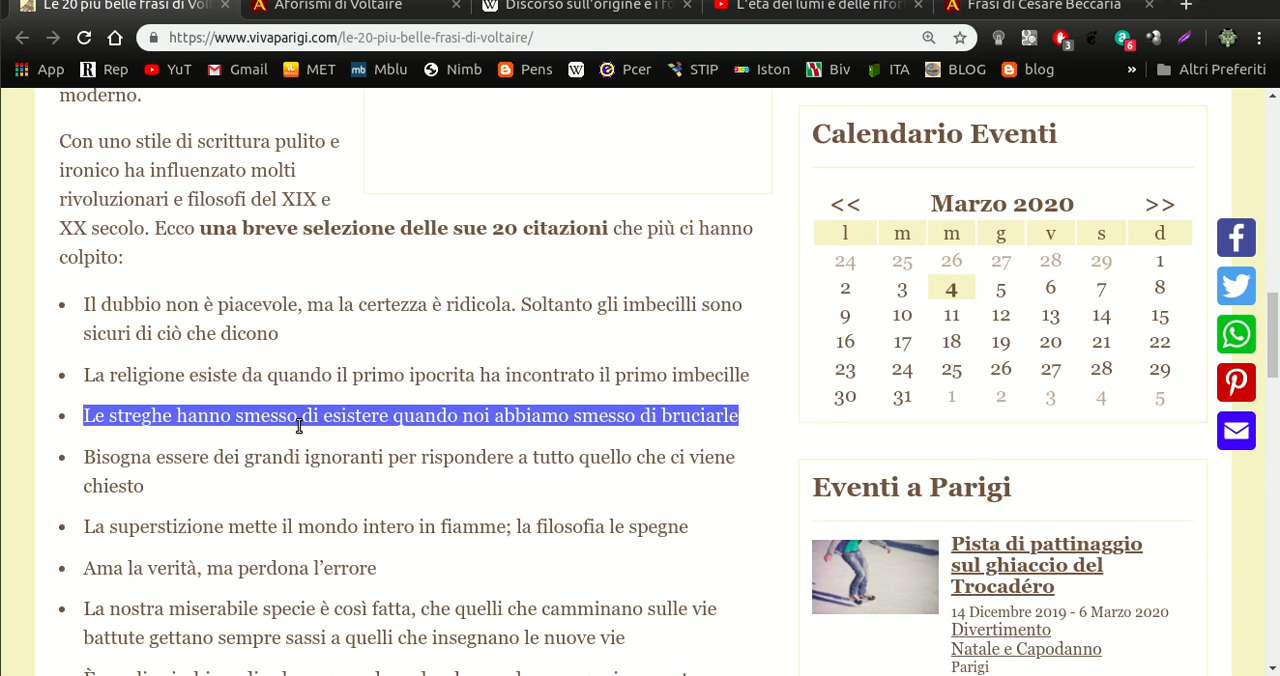 Le 20 più belle frasi di Vol
Aforismi di Voltaire
Discorso sull'origine e i fo
L'età dei lumi e delle rifor
Frasi di Cesare Beccaria
https://www.vivaparigi.com/le-20-piu-belle-frasi-di-voltaire/
3
6
App Rep YuT Gmail MET Mblu Nimb Pens Pcer STIP Iston Biv ITA BLOG blog » Altri Preferiti
moderno.
Con uno stile di scrittura pulito e
ironico ha influenzato molti
rivoluzionari e filosofi del XIX e
XX secolo. Ecco una breve selezione delle sue 20 citazioni che più ci hanno
colpito:
• Il dubbio non è piacevole, ma la certezza è ridicola. Soltanto gli imbecilli sono
sicuri di ciò che dicono
• La religione esiste da quando il primo ipocrita ha incontrato il primo imbecille
• Le streghe hanno smesso di esistere quando noi abbiamo smesso di bruciarle
• Bisogna essere dei grandi ignoranti per rispondere a tutto quello che ci viene
chiesto
• La superstizione mette il mondo intero in fiamme; la filosofia le spegne
• Ama la verità, ma perdona l'errore
• La nostra miserabile specie è così fatta, che quelli che camminano sulle vie
battute gettano sempre sassi a quelli che insegnano le nuove vie
Calendario Eventi
<< Marzo 2020 >>
l m m g v s d
24 25 26 27 28 29 1
2 3 4 5 6 7 8
9 10 11 12 13 14 15
16 17 18 19 20 21 22
23 24 25 26 27 28 29
30 31 1 2 3 4 5
Eventi a Parigi
Pista di pattinaggio
sul ghiaccio del
Trocadéro
14 Dicembre 2019 - 6 Marzo 2020
Divertimento
Natale e Capodanno
Parigi